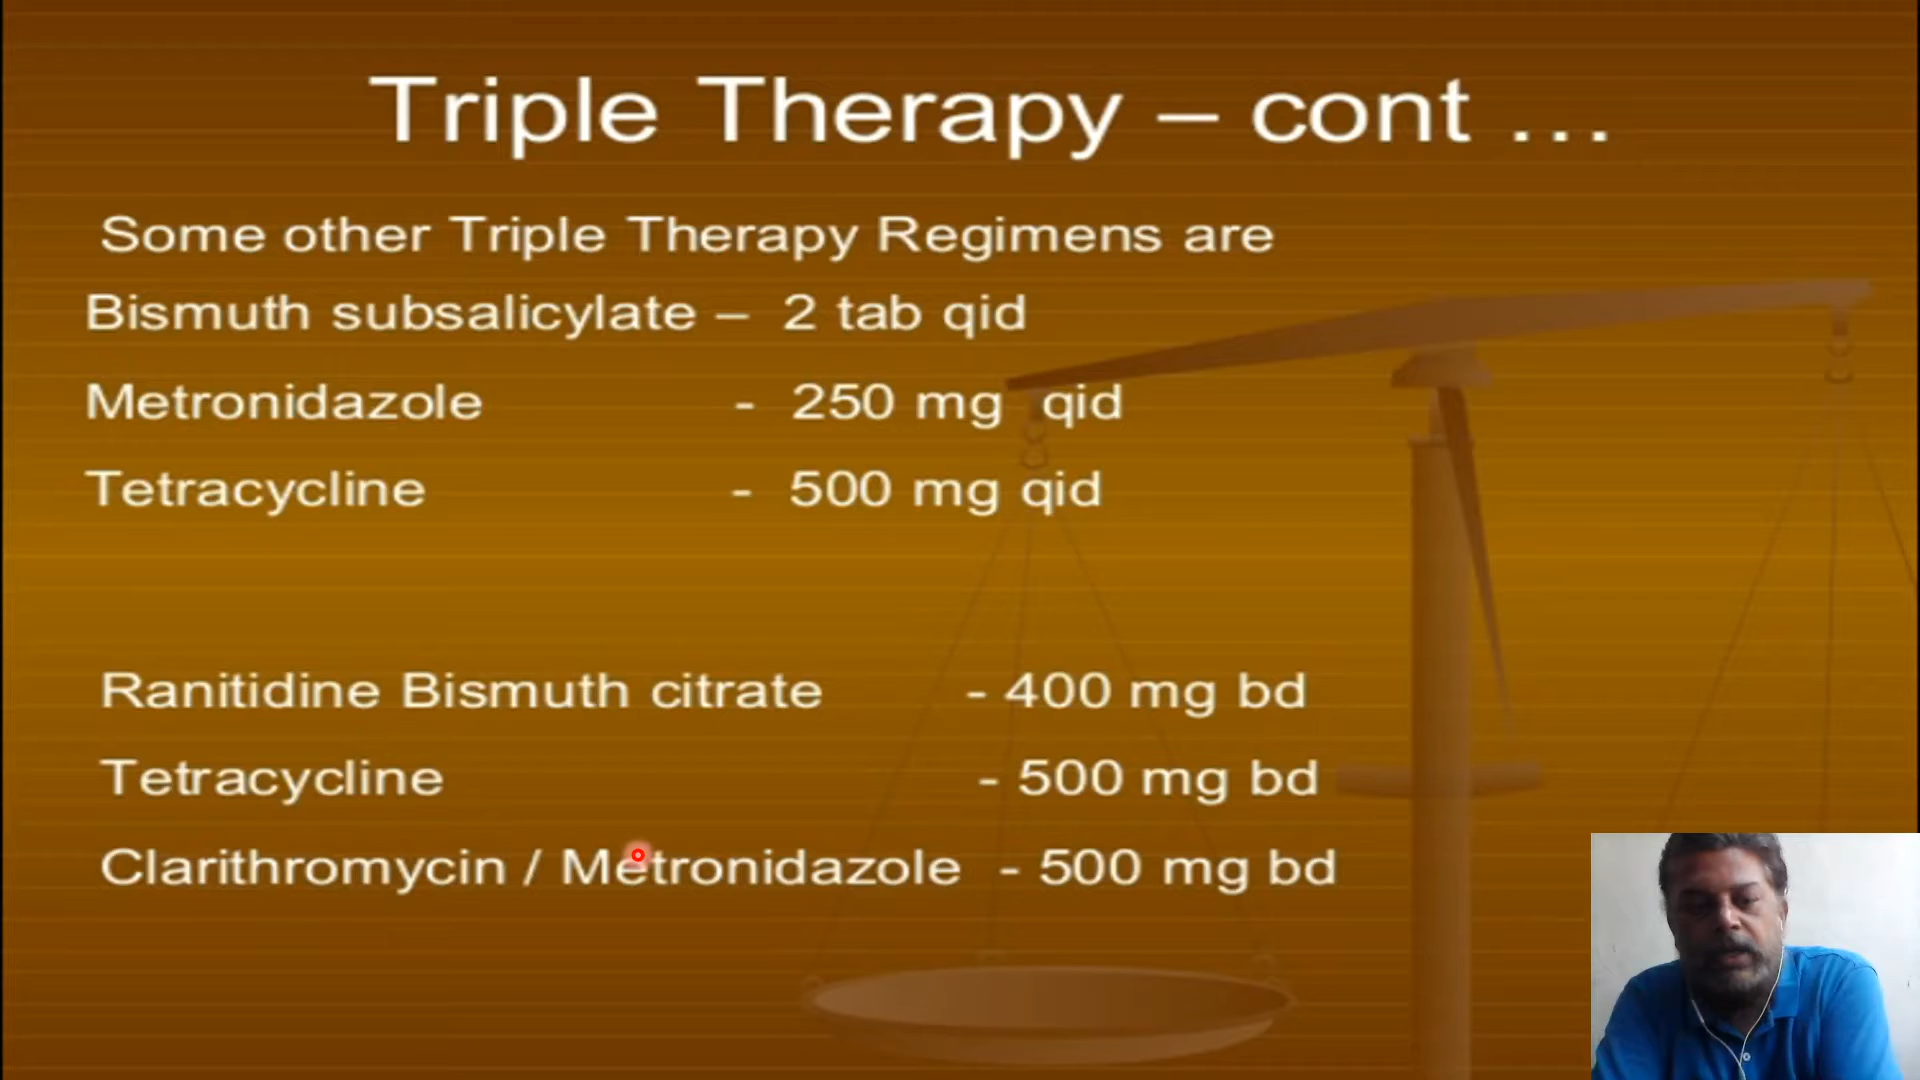 Triple Therapy – cont …
Some other Triple Therapy Regimens are
Bismuth subsalicylate – 2 tab qid
Metronidazole - 250 mg qid
Tetracycline - 500 mg qid
Ranitidine Bismuth citrate - 400 mg bd
Tetracycline - 500 mg bd
Clarithromycin / Metronidazole - 500 mg bd